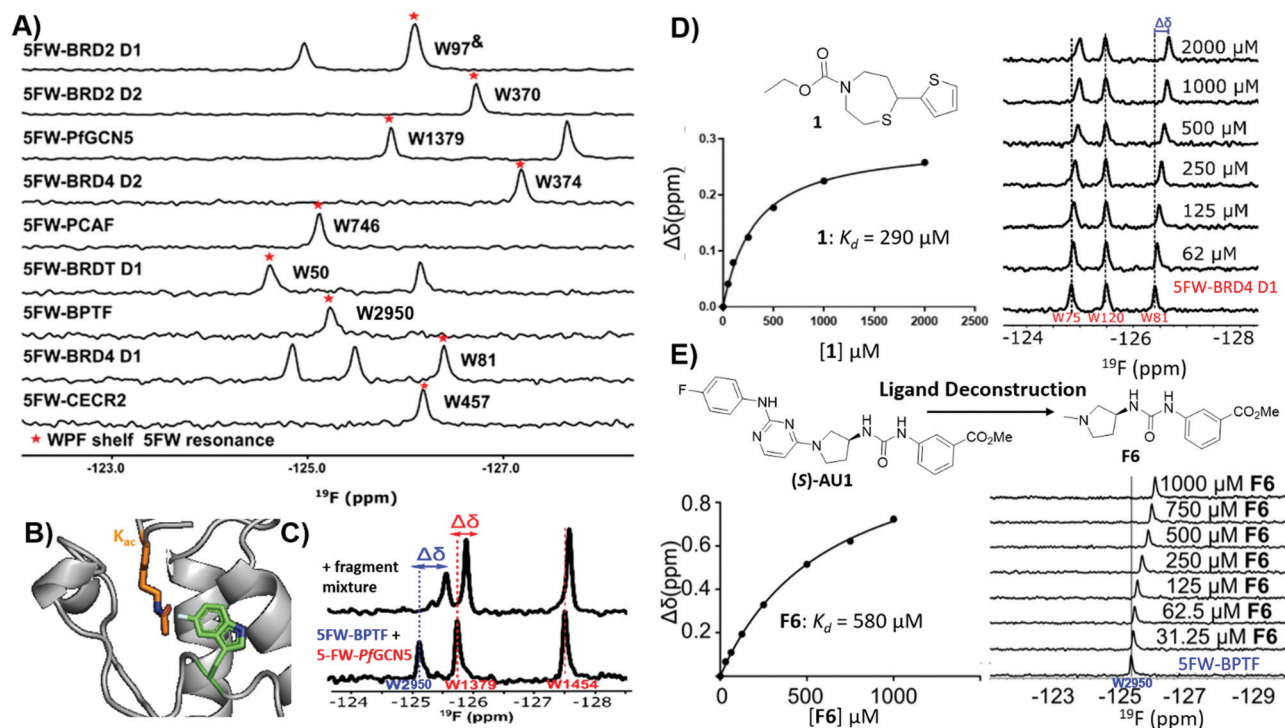 A)
5FW-BRD2 D1
W97&
5FW-BRD2 D2
W370
5FW-PfGCN5
W1379
5FW-BRD4 D2
W374
5FW-PCAF
W746
5FW-BRDT D1
W50
5FW-BPTF
W2950
5FW-BRD4 D1
W81
5FW-CECR2
W457
★ WPF shelf 5FW resonance
-123.0 -125.0 -127.0
¹⁹F (ppm)
B)
Kac
C)
Δδ
Δδ
+ fragment
mixture
5FW-BPTF +
5-FW-PfGCN5
W2950 W1379 W1454
-124 -125 -126 -127 -128
¹⁹F (ppm)
D)
O
O
N
S
S
1
0.3
0.2
0.1
0.0
Δδ(ppm)
1: Kd = 290 µM
0 500 1000 1500 2000 2500
[1] µM
Δδ
2000 µM
1000 µM
500 µM
250 µM
125 µM
62 µM
5FW-BRD4 D1
W75 W120 W81
-124 -126 -128
¹⁹F (ppm)
E)
F
NH
N
N
N
H
N
H
N
O
CO₂Me
(S)-AU1
Ligand Deconstruction
N
H
N
H
N
O
CO₂Me
F6
0.8
0.6
0.4
0.2
Δδ(ppm)
F6: Kd = 580 µM
0 500 1000
[F6] µM
1000 µM F6
750 µM F6
500 µM F6
250 µM F6
125 µM F6
62.5 µM F6
31.25 µM F6
5FW-BPTF
W2950
-123 -125 -127 -129
¹⁹F (ppm)